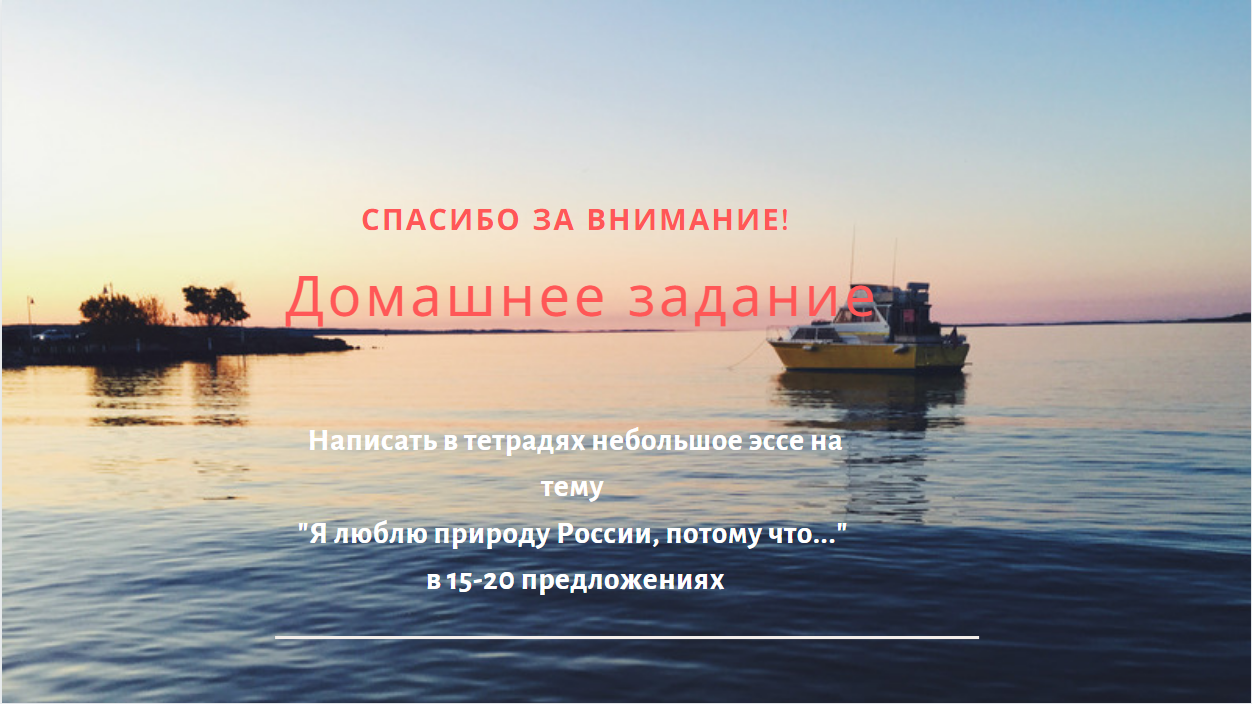 СПАСИБО ЗА ВНИМАНИЕ!
Домашнее задание
Написать в тетрадях небольшое эссе на
тему
"Я люблю природу России, потому что..."
в 15-20 предложениях